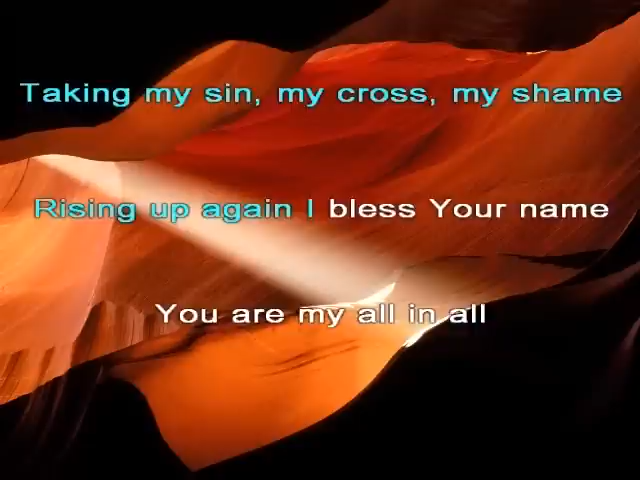 Taking my sin, my cross, my shame
Rising up again I bless Your name
You are my all in all